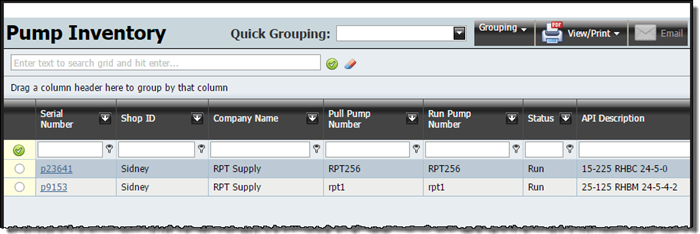 Pump Inventory Quick Grouping: Grouping View/Print Email
PDF
Enter text to search grid and hit enter...
Drag a column header here to group by that column
Serial Number Shop ID Company Name Pull Pump Number Run Pump Number Status API Description
p23641 Sidney RPT Supply RPT256 RPT256 Run 15-225 RHBC 24-5-0
p9153 Sidney RPT Supply rpt1 rpt1 Run 25-125 RHBM 24-5-4-2